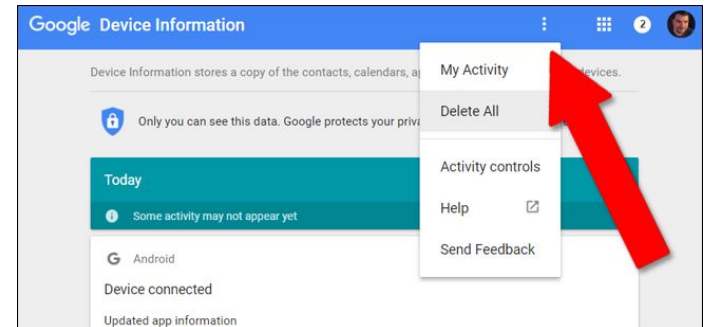 Google Device Information
2
Device Information stores a copy of the contacts, calendars, devices.
Only you can see this data. Google protects your
My Activity
Delete All
Activity controls
Help
Send Feedback
Today
Some activity may not appear yet
G Android
Device connected
Updated app information